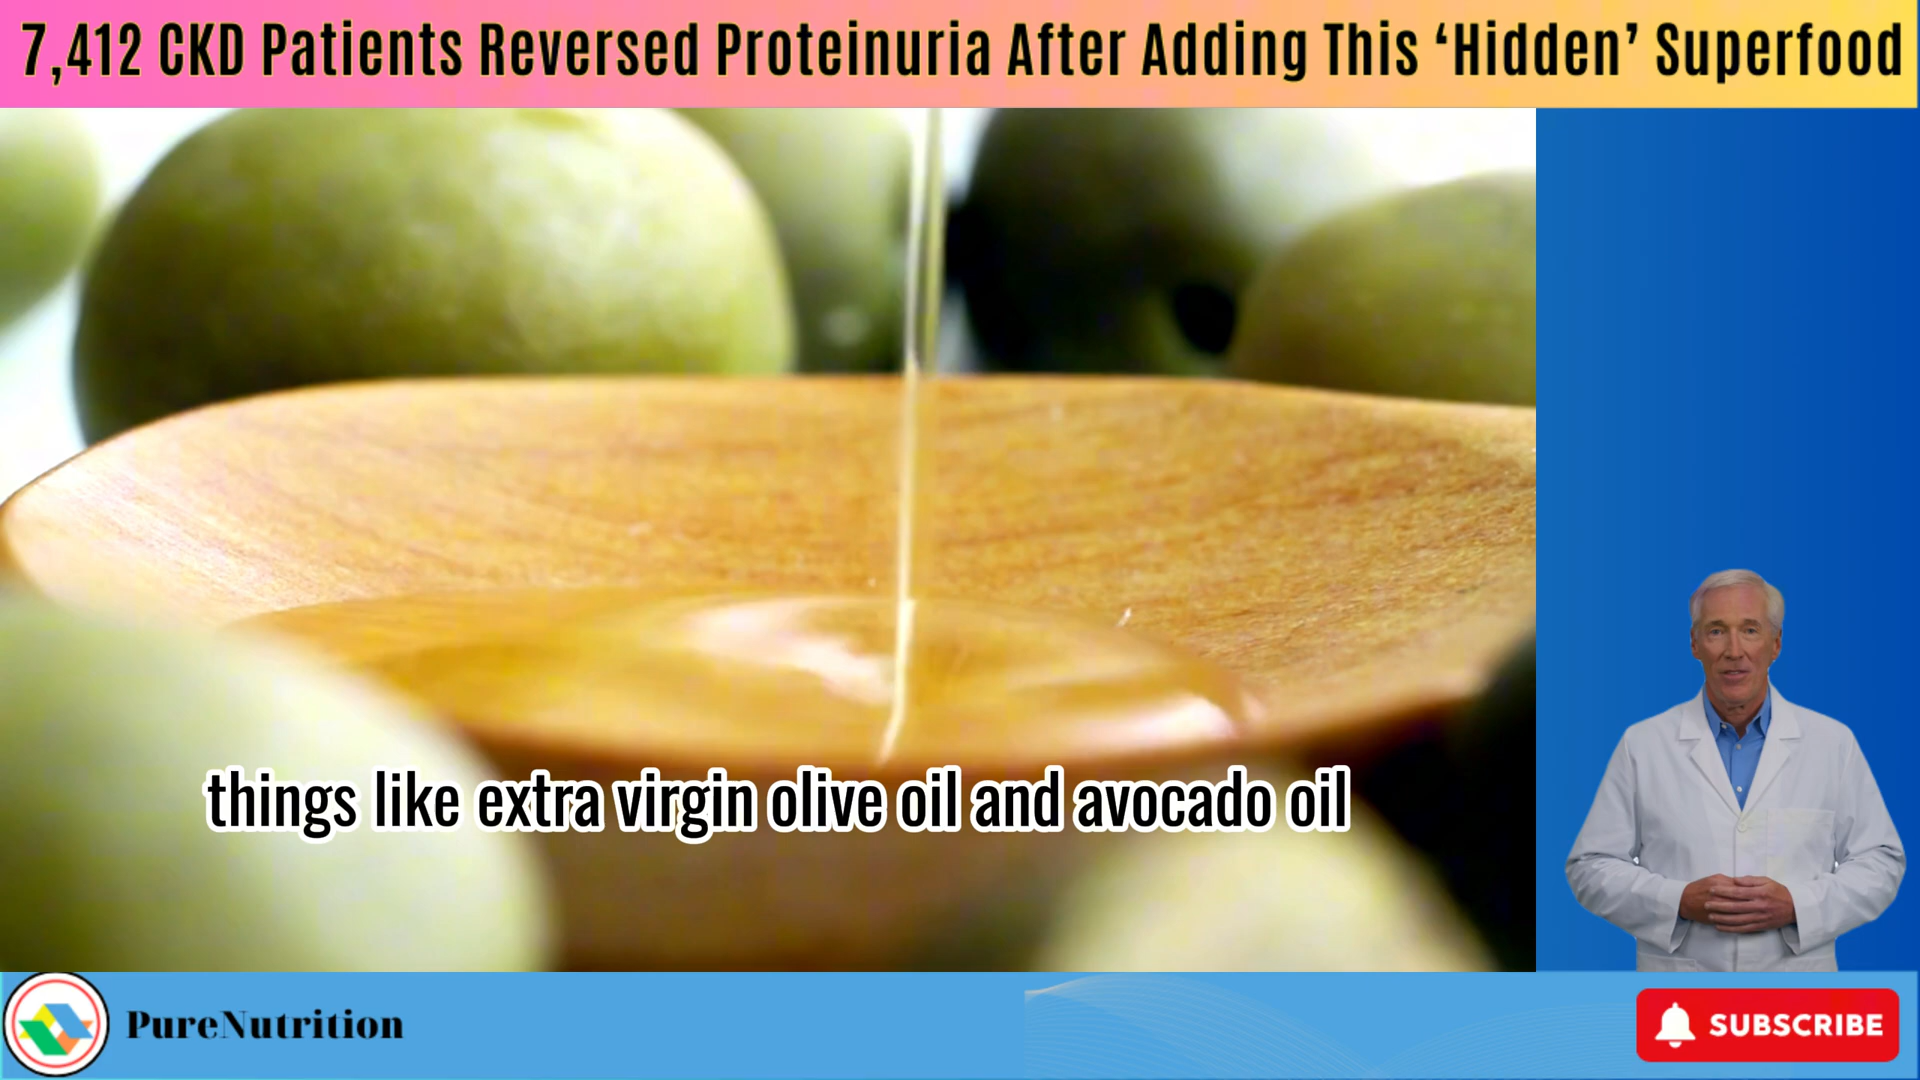 7,412 CKD Patients Reversed Proteinuria After Adding This ‘Hidden’ Superfood
things like extra virgin olive oil and avocado oil
PureNutrition
SUBSCRIBE